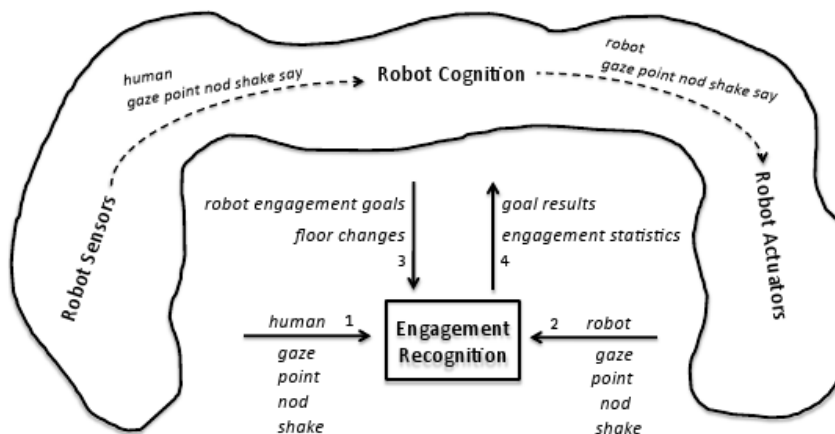 human
gaze point nod shake say
Robot Cognition
robot
gaze point nod shake say
Robot Sensors
Robot Actuators
robot engagement goals
floor changes
3
goal results
engagement statistics
4
human 1
gaze
point
nod
shake
Engagement
Recognition
2 robot
gaze
point
nod
shake